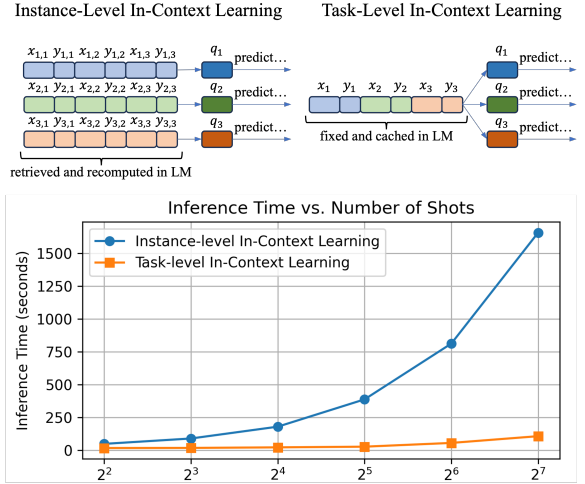 Instance-Level In-Context Learning
x1,1 y1,1 x1,2 y1,2 x1,3 y1,3 q1 predict…
x2,1 y2,1 x2,2 y2,2 x2,3 y2,3 q2 predict…
x3,1 y3,1 x3,2 y3,2 x3,3 y3,3 q3 predict…
retrieved and recomputed in LM
Task-Level In-Context Learning
q1 predict…
x1 y1 x2 y2 x3 y3 q2 predict…
q3 predict…
fixed and cached in LM
Inference Time vs. Number of Shots
Instance-level In-Context Learning
Task-level In-Context Learning
Inference Time (seconds)
1500
1250
1000
750
500
250
0
2^2 2^3 2^4 2^5 2^6 2^7